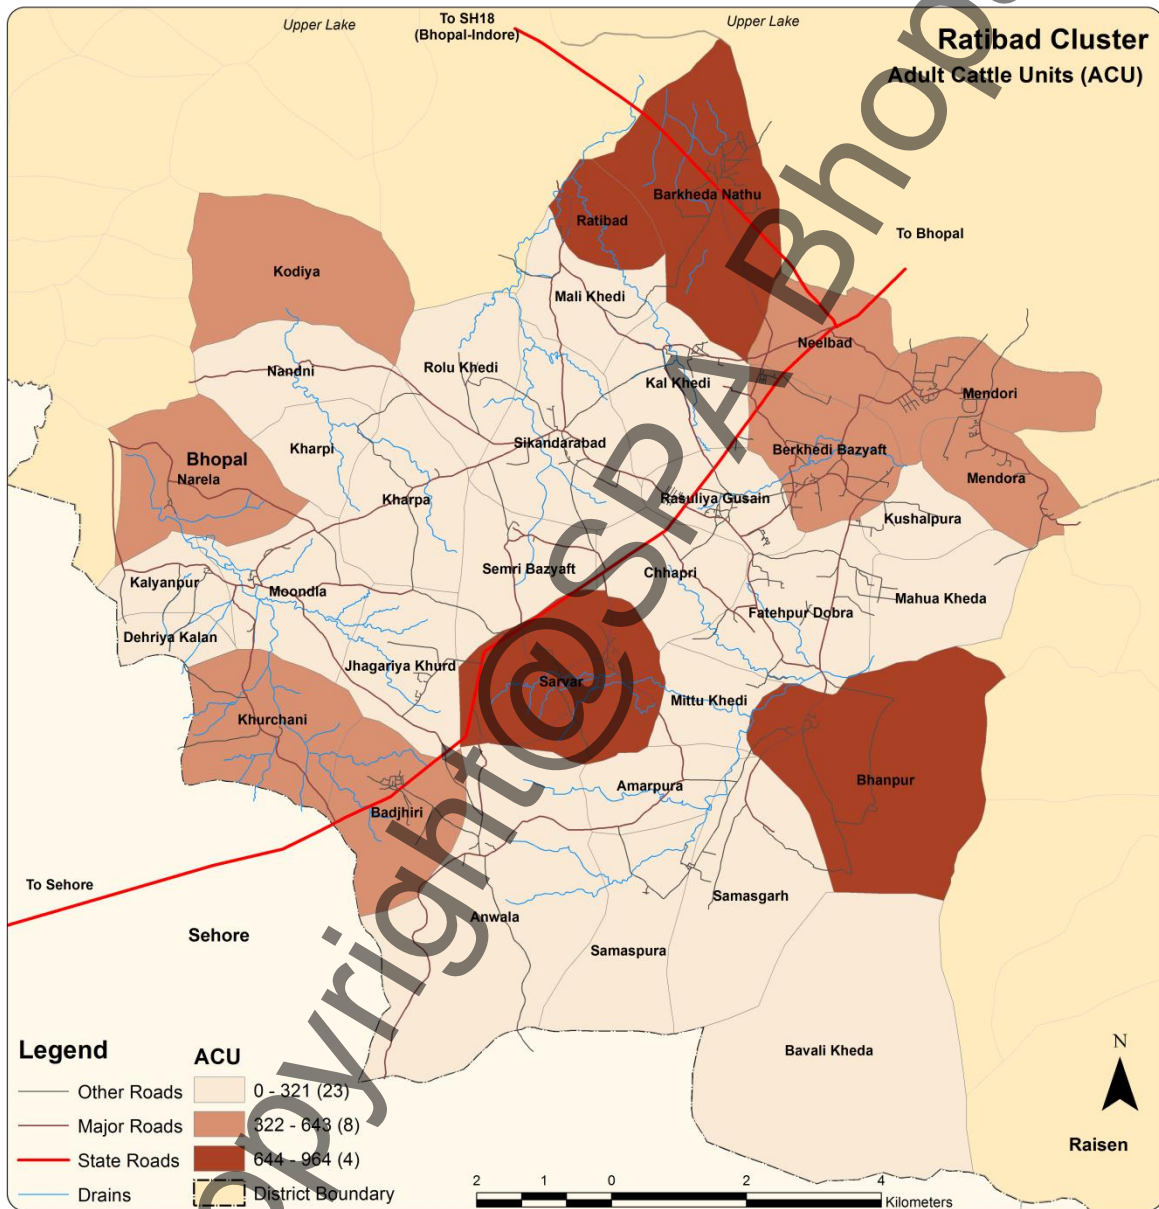 Upper Lake
To SH18
(Bhopal-Indore)
Upper Lake
Ratibad Cluster
Adult Cattle Units (ACU)
Barkheda Nathu
Ratibad
To Bhopal
Kodiya
Mali Khedi
Neelbad
Rolu Khedi
Nandni
Kal Khedi
Mendori
Sikandarabad
Kharpi
Berkhedi Bazyaft
Bhopal
Narela
Mendora
Kharpa
Rasuliya Gusain
Kushalpura
Semri Bazyaft
Chhapri
Kalyanpur
Moondla
Mahua Kheda
Fatehpur Dobra
Dehriya Kalan
Jhagariya Khurd
Sarvar
Mittu Khedi
Khurchani
Bhanpur
Amarpura
Badjhiri
To Sehore
Samasgarh
Anwala
Sehore
Samaspura
Bavali Kheda
N
Raisen
Legend
Other Roads
Major Roads
State Roads
Drains
ACU
0 - 321 (23)
322 - 643 (8)
644 - 964 (4)
District Boundary
2 1 0 2 4
Kilometers
opyright@SPA Bhopa